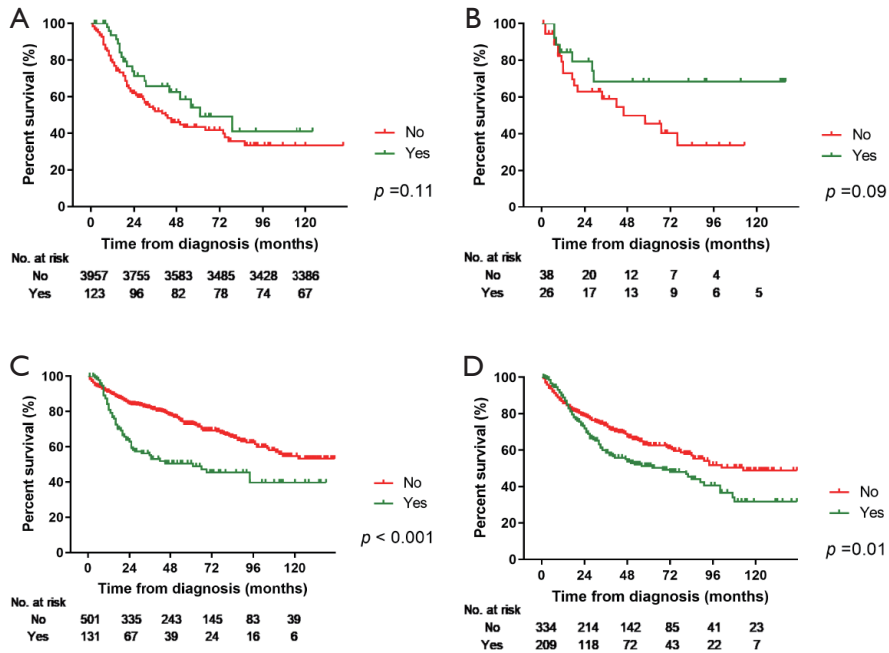 A
Percent survival (%)
100
80
60
40
20
0
0 24 48 72 96 120
Time from diagnosis (months)
No
Yes
p =0.11
No. at risk
No 3957 3755 3583 3485 3428 3386
Yes 123 96 82 78 74 67
B
Percent survival (%)
100
80
60
40
20
0
0 24 48 72 96 120
Time from diagnosis (months)
No
Yes
p =0.09
No. at risk
No 38 20 12 7 4
Yes 26 17 13 9 6 5
C
Percent survival (%)
100
80
60
40
20
0
0 24 48 72 96 120
Time from diagnosis (months)
No
Yes
p < 0.001
No. at risk
No 501 335 243 145 83 39
Yes 131 67 39 24 16 6
D
Percent survival (%)
100
80
60
40
20
0
0 24 48 72 96 120
Time from diagnosis (months)
No
Yes
p =0.01
No. at risk
No 334 214 142 85 41 23
Yes 209 118 72 43 22 7